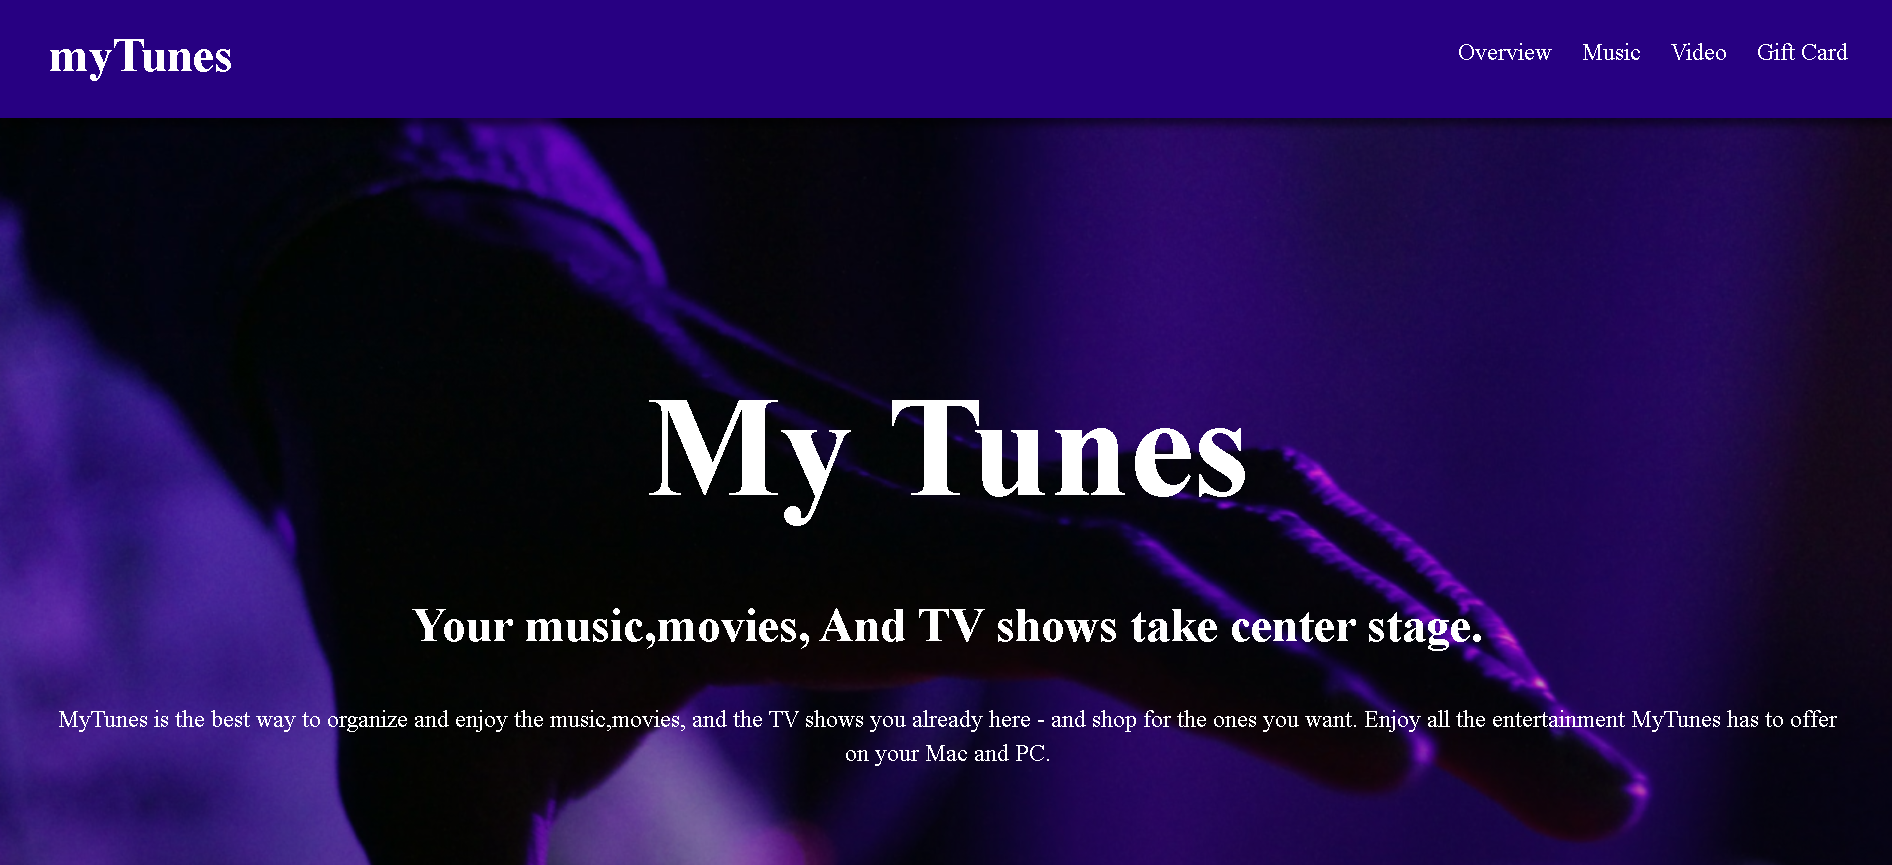 myTunes
Overview Music Video Gift Card
My Tunes
Your music,movies, And TV shows take center stage.
MyTunes is the best way to organize and enjoy the music,movies, and the TV shows you already here - and shop for the ones you want. Enjoy all the entertainment MyTunes has to offer
on your Mac and PC.